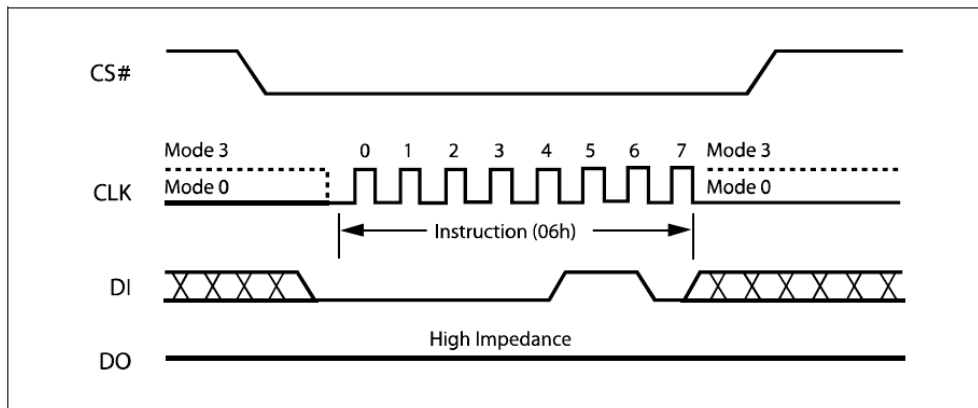 CS#
Mode 3
0 1 2 3 4 5 6 7
Mode 3
CLK
Mode 0
Mode 0
Instruction (06h)
DI
High Impedance
DO